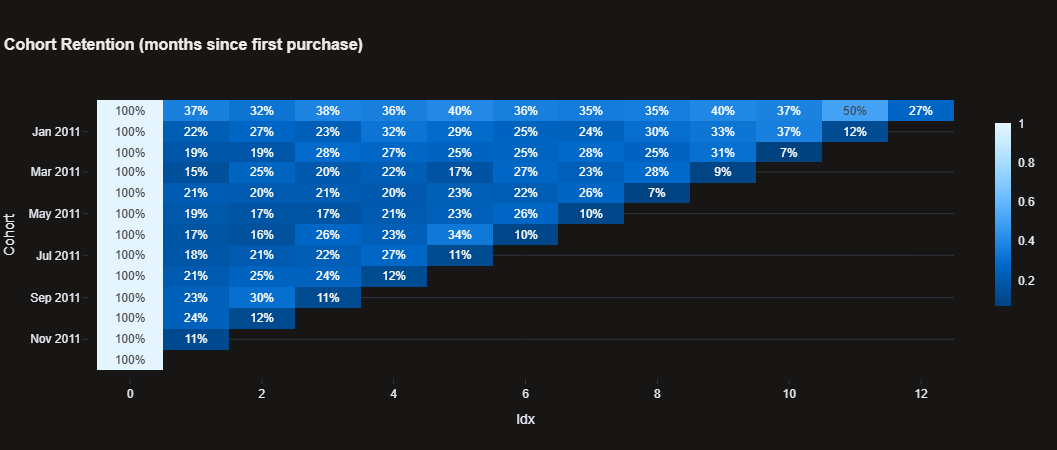 Cohort Retention (months since first purchase)
100% 37% 32% 38% 36% 40% 36% 35% 35% 40% 37% 50% 27%
Jan 2011 100% 22% 27% 23% 32% 29% 25% 24% 30% 33% 37% 12%
100% 19% 19% 28% 27% 25% 25% 28% 25% 31% 7%
Mar 2011 100% 15% 25% 20% 22% 17% 27% 23% 28% 9%
100% 21% 20% 21% 20% 23% 22% 26% 7%
May 2011 100% 19% 17% 17% 21% 23% 26% 10%
100% 17% 16% 26% 23% 34% 10%
Jul 2011 100% 18% 21% 22% 27% 11%
100% 21% 25% 24% 12%
Sep 2011 100% 23% 30% 11%
100% 24% 12%
Nov 2011 100% 11%
100%
Cohort
0 2 4 6 8 10 12
Idx
1
0.8
0.6
0.4
0.2